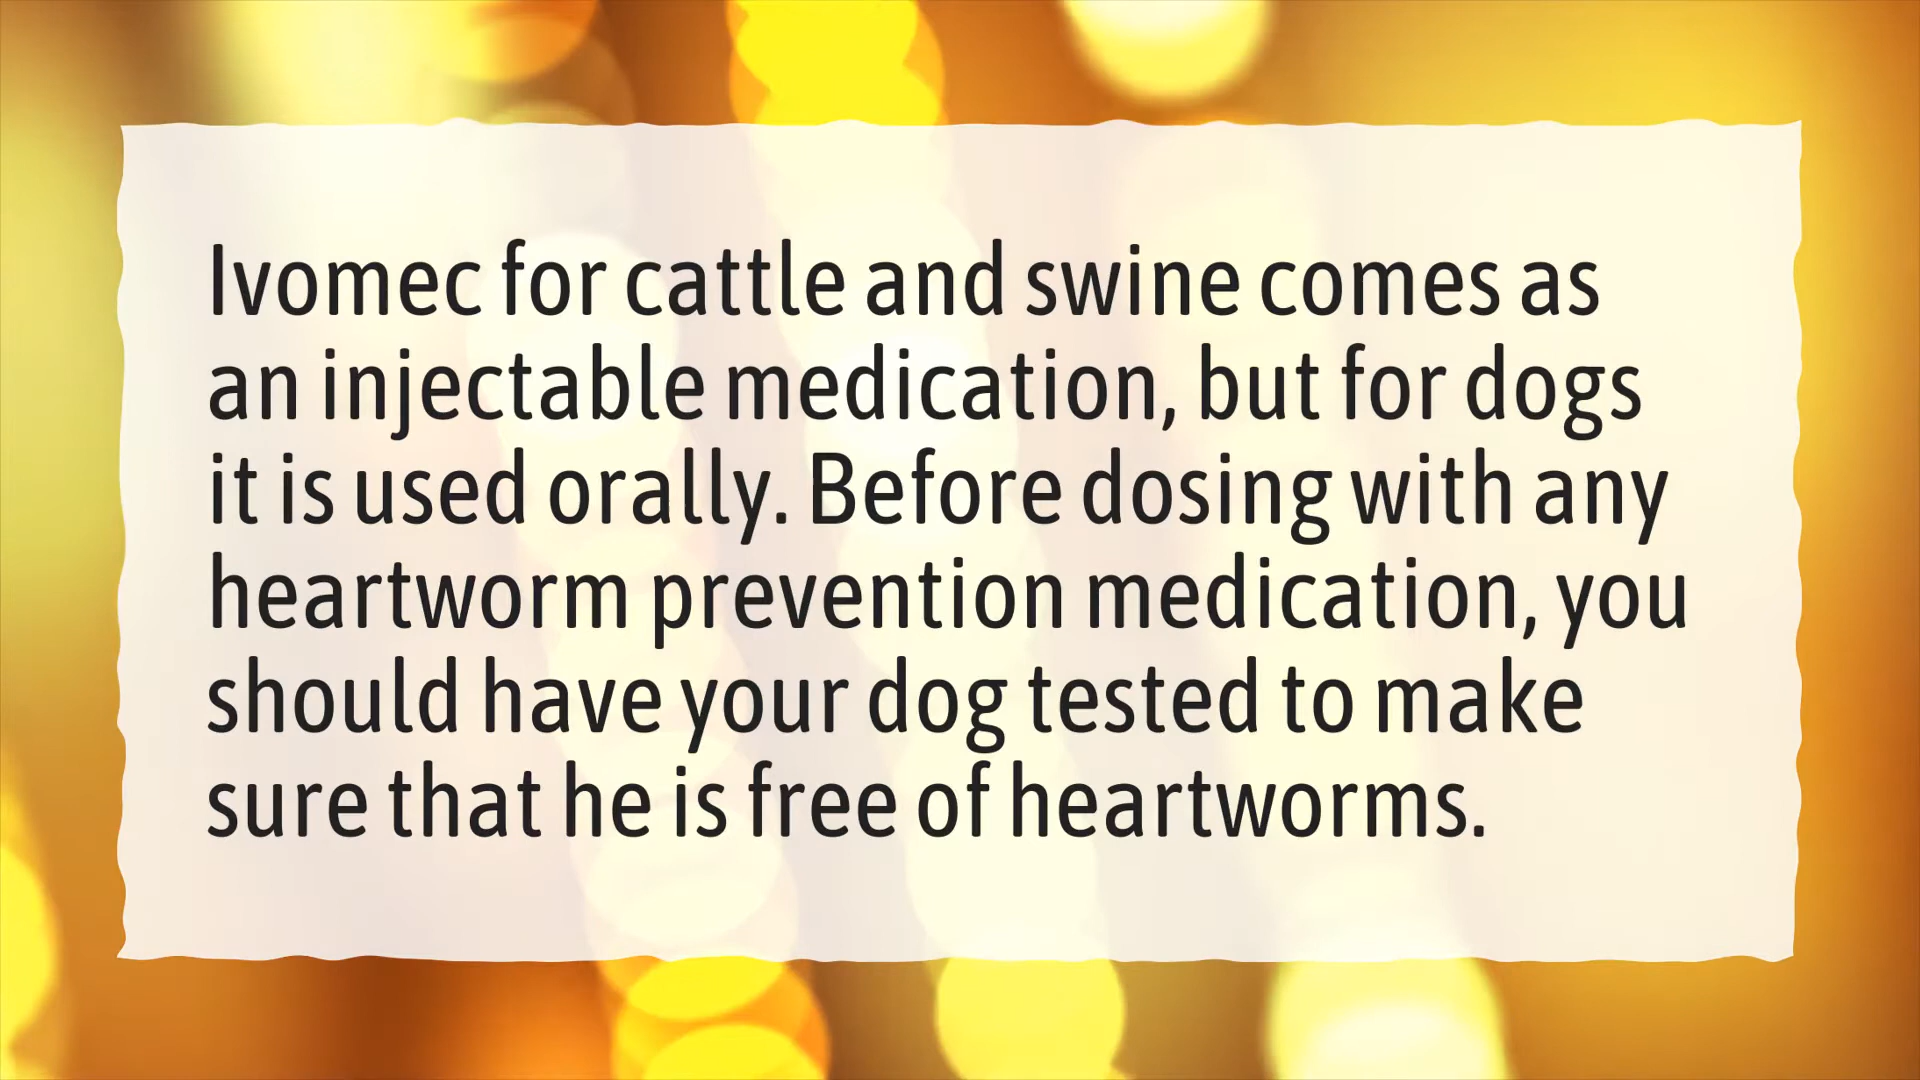 Ivomec for cattle and swine comes as
an injectable medication, but for dogs
it is used orally. Before dosing with any
heartworm prevention medication, you
should have your dog tested to make
sure that he is free of heartworms.